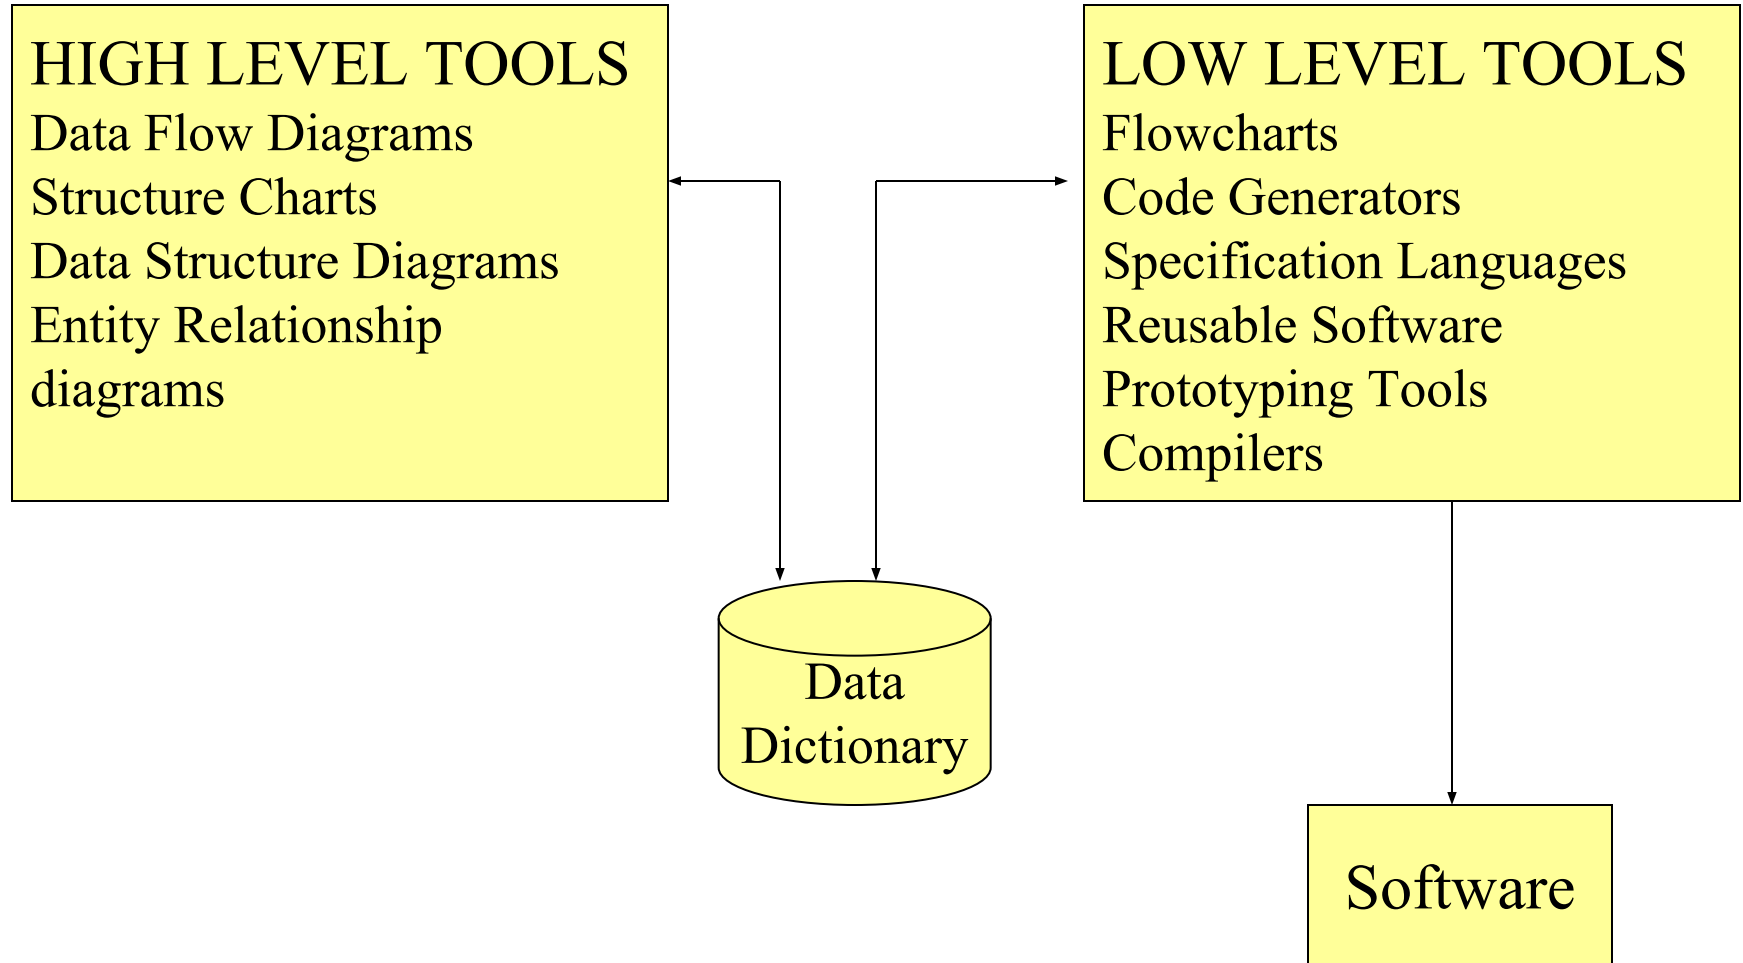 HIGH LEVEL TOOLS
Data Flow Diagrams
Structure Charts
Data Structure Diagrams
Entity Relationship
diagrams
LOW LEVEL TOOLS
Flowcharts
Code Generators
Specification Languages
Reusable Software
Prototyping Tools
Compilers
Data
Dictionary
Software